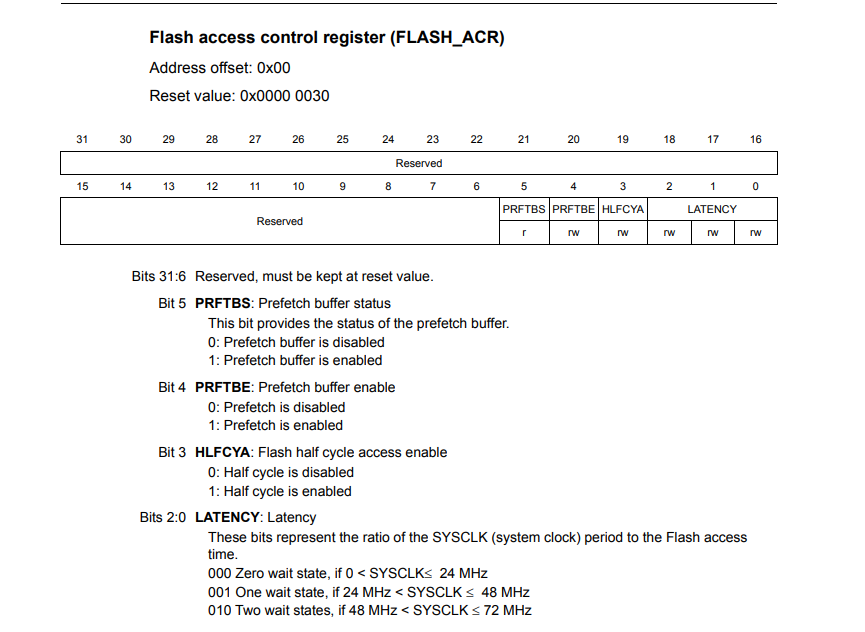 Flash access control register (FLASH_ACR)
Address offset: 0x00
Reset value: 0x0000 0030
31 30 29 28 27 26 25 24 23 22 21 20 19 18 17 16
Reserved
15 14 13 12 11 10 9 8 7 6 5 4 3 2 1 0
Reserved PRFTBS PRFTBE HLFCYA LATENCY
r rw rw rw rw rw
Bits 31:6 Reserved, must be kept at reset value.
Bit 5 PRFTBS: Prefetch buffer status
This bit provides the status of the prefetch buffer.
0: Prefetch buffer is disabled
1: Prefetch buffer is enabled
Bit 4 PRFTBE: Prefetch buffer enable
0: Prefetch is disabled
1: Prefetch is enabled
Bit 3 HLFCYA: Flash half cycle access enable
0: Half cycle is disabled
1: Half cycle is enabled
Bits 2:0 LATENCY: Latency
These bits represent the ratio of the SYSCLK (system clock) period to the Flash access
time.
000 Zero wait state, if 0 < SYSCLK≤ 24 MHz
001 One wait state, if 24 MHz < SYSCLK ≤ 48 MHz
010 Two wait states, if 48 MHz < SYSCLK ≤ 72 MHz